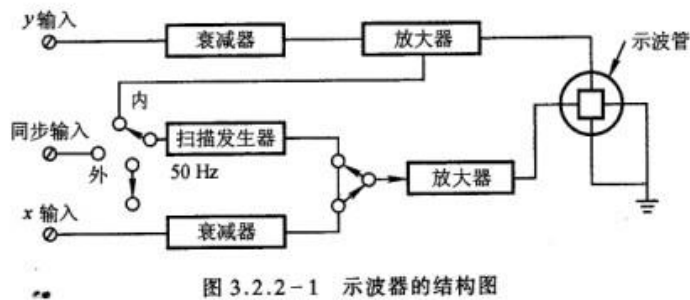 y 输入
衰减器
放大器
示波管
内
同步输入
外
扫描发生器
50 Hz
放大器
x 输入
衰减器
图 3.2.2-1 示波器的结构图